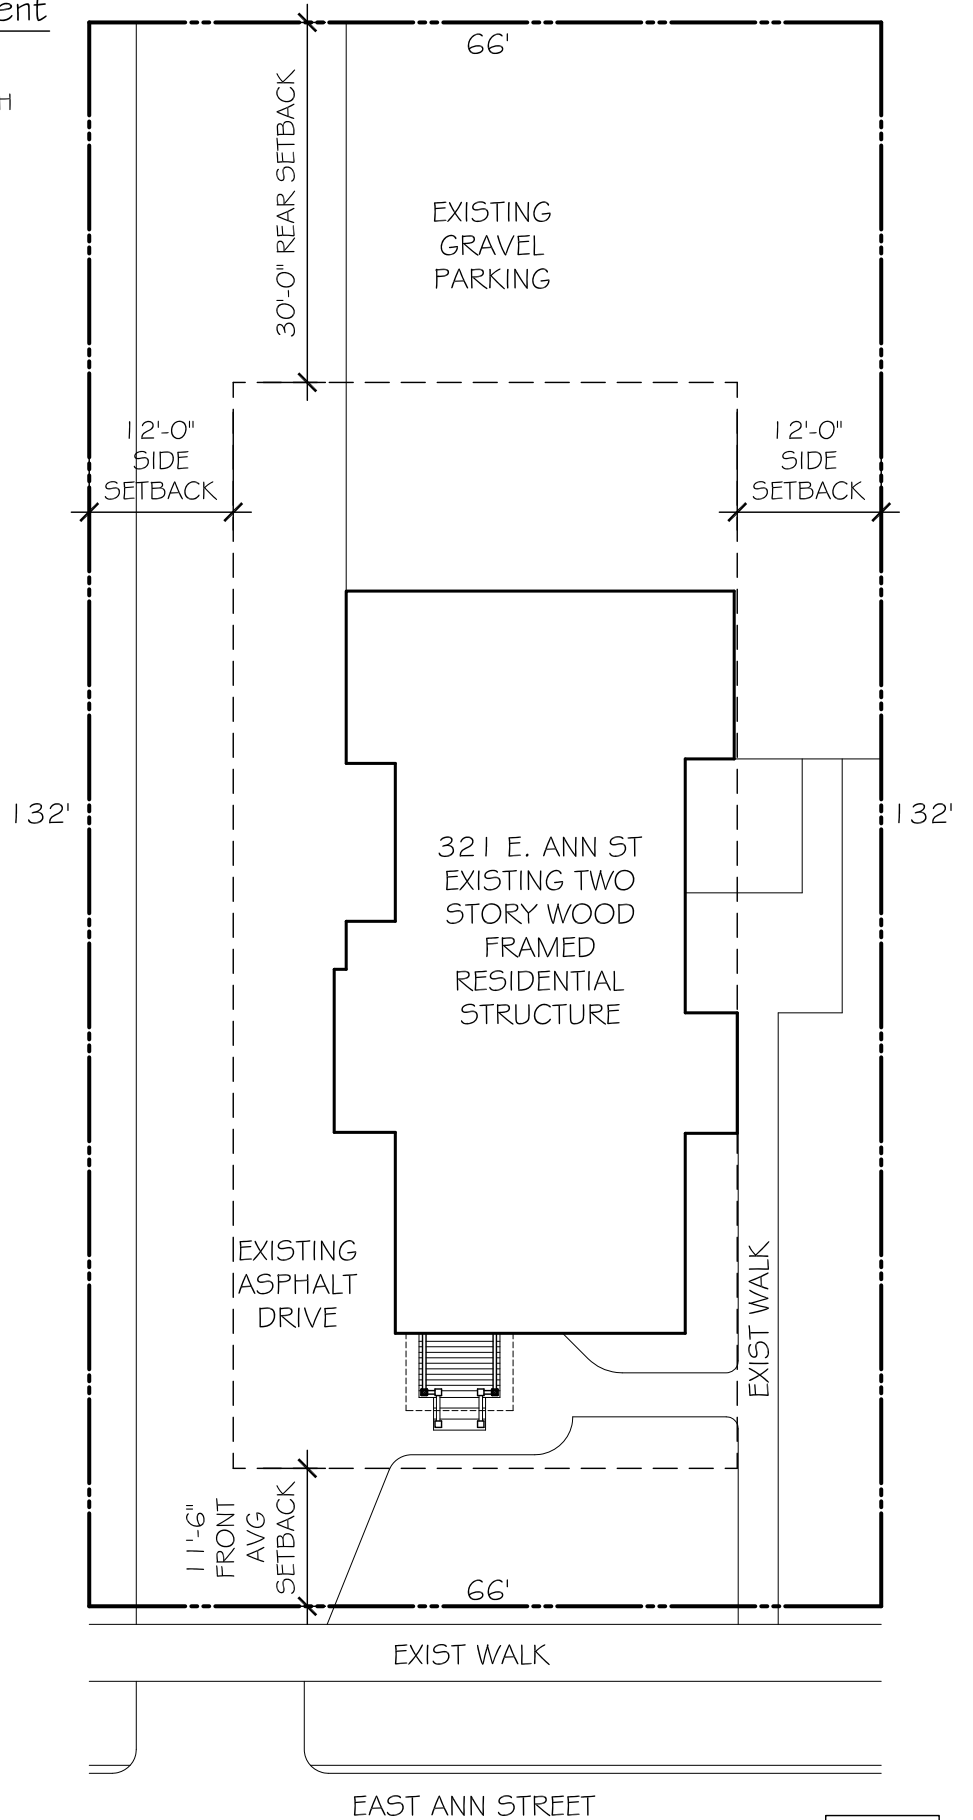 ent
66'
H
30'-0" REAR SETBACK
EXISTING
GRAVEL
PARKING
12'-0"
SIDE
SETBACK
12'-0"
SIDE
SETBACK
132'
132'
321 E. ANN ST
EXISTING TWO
STORY WOOD
FRAMED
RESIDENTIAL
STRUCTURE
EXISTING
ASPHALT
DRIVE
EXIST WALK
11'-6"
FRONT
AVG
SETBACK
66'
EXIST WALK
EAST ANN STREET